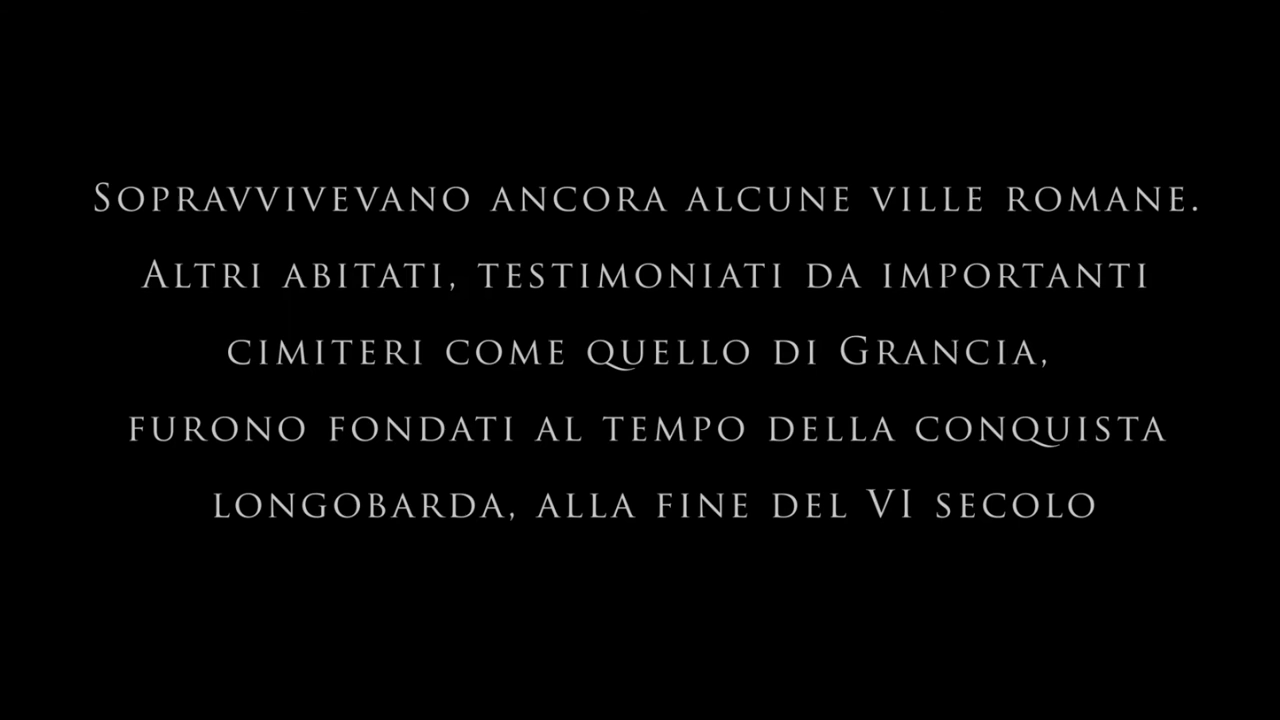 Sopravvivevano ancora alcune ville romane.
Altri abitati, testimoniati da importanti
cimiteri come quello di Grancia,
furono fondati al tempo della conquista
longobarda, alla fine del VI secolo